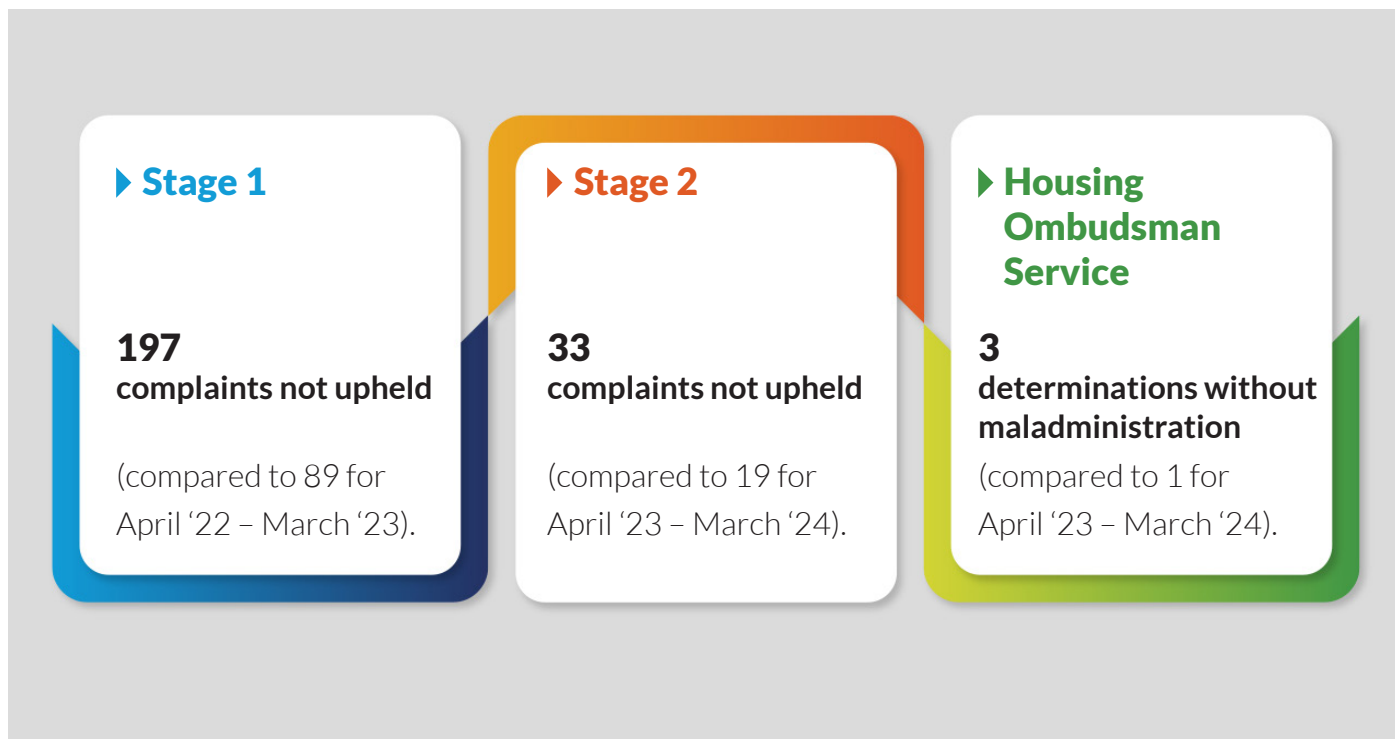 Stage 1
197
complaints not upheld
(compared to 89 for
April ‘22 – March ‘23).
Stage 2
33
complaints not upheld
(compared to 19 for
April ‘23 – March ‘24).
Housing
Ombudsman
Service
3
determinations without
maladministration
(compared to 1 for
April ‘23 – March ‘24).